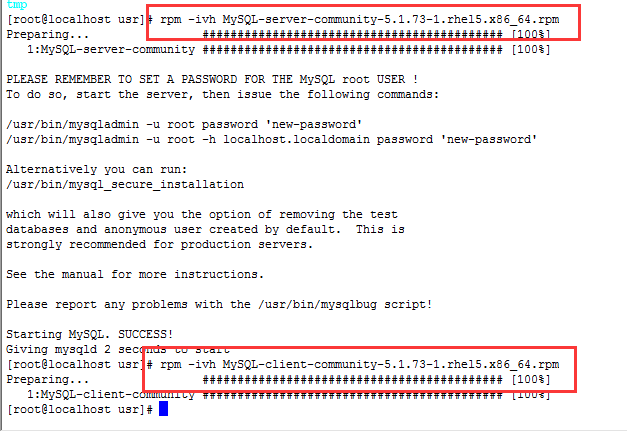 tmp
[root@localhost usr]# rpm -ivh MySQL-server-community-5.1.73-1.rhel5.x86_64.rpm
Preparing... ########################################### [100%]
1:MySQL-server-community ########################################### [100%]
PLEASE REMEMBER TO SET A PASSWORD FOR THE MySQL root USER !
To do so, start the server, then issue the following commands:
/usr/bin/mysqladmin -u root password 'new-password'
/usr/bin/mysqladmin -u root -h localhost.localdomain password 'new-password'
Alternatively you can run:
/usr/bin/mysql_secure_installation
which will also give you the option of removing the test
databases and anonymous user created by default.  This is
strongly recommended for production servers.
See the manual for more instructions.
Please report any problems with the /usr/bin/mysqlbug script!
Starting MySQL. SUCCESS!
Giving mysqld 2 seconds to start
[root@localhost usr]# rpm -ivh MySQL-client-community-5.1.73-1.rhel5.x86_64.rpm
Preparing... ########################################### [100%]
1:MySQL-client-community ########################################### [100%]
[root@localhost usr]#